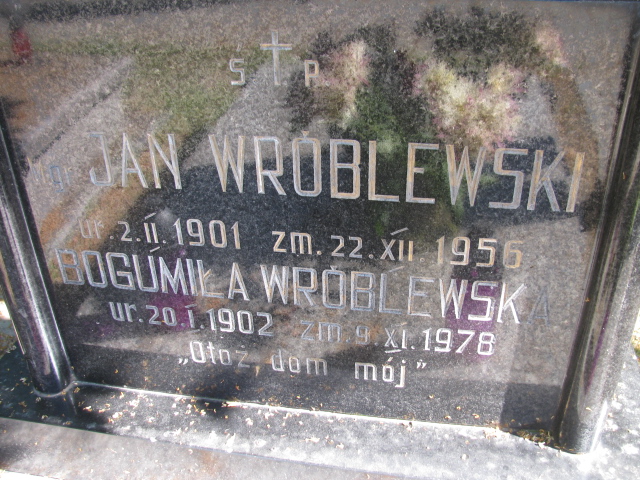 Ś † P
mgr JAN WRÓBLEWSKI
ur. 2.II.1901 zm. 22.XII.1956
BOGUMIŁA WRÓBLEWSKA
ur. 20.I.1902 zm. 9.XI.1978
„Otoż dom mój"